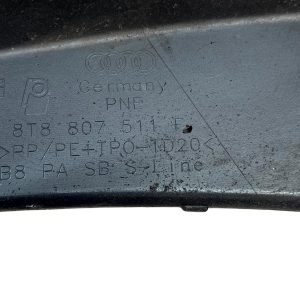 Germany
PNE
8T8 807 511 F
>PP/PE+TPO-TD20<
B8 PA SB S-Line